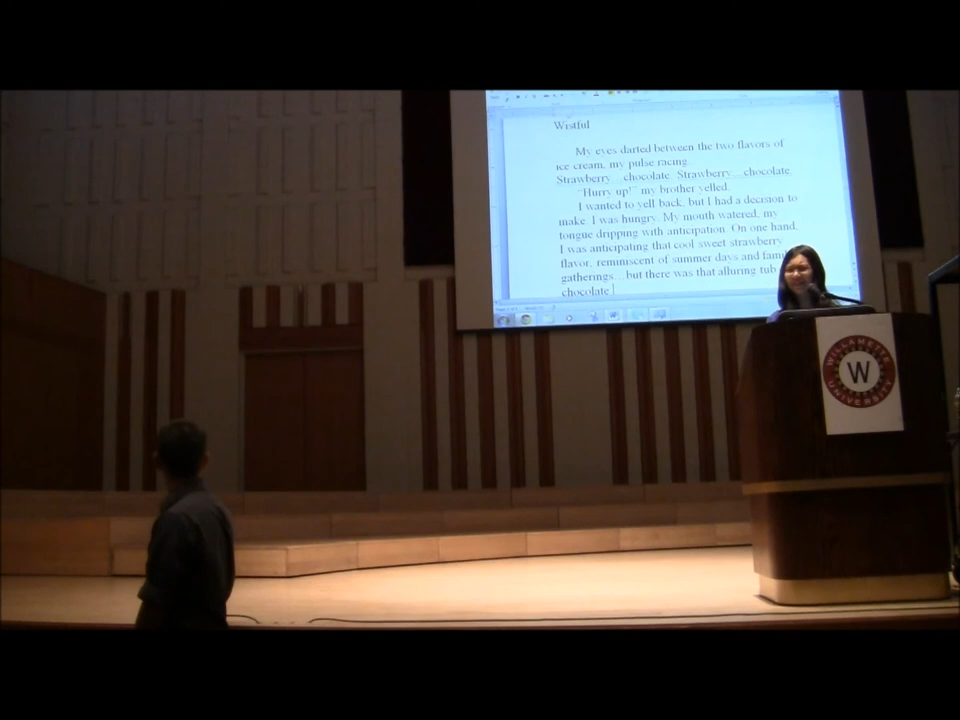 Wistful
My eyes darted between the two flavors of
ice cream, my pulse racing.
Strawberry... chocolate. Strawberry... chocolate.
"Hurry up!" my brother yelled.
I wanted to yell back, but I had a decision to
make. I was hungry. My mouth watered, my
tongue dripping with anticipation. On one hand,
I was anticipating that cool sweet strawberry
flavor, reminiscent of summer days and fami
gatherings... but there was that alluring tub
chocolate
WILLAMETTE
W
UNIVERSITY